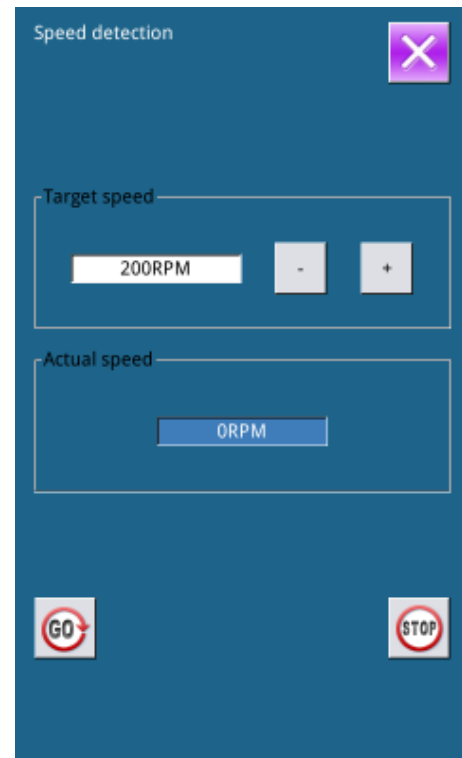 Speed detection
Target speed
200RPM
-
+
Actual speed
0RPM
GO
STOP